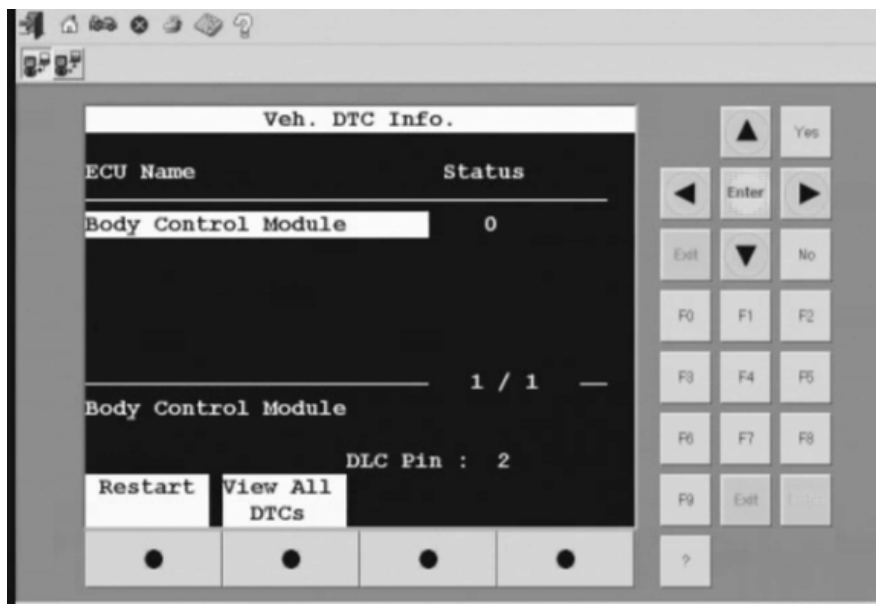 Veh. DTC Info.
ECU Name Status
Body Control Module 0
1 / 1
Body Control Module
DLC Pin : 2
Restart View All
DTCs
Yes
Enter
Exit No
F0 F1 F2
F3 F4 F5
F6 F7 F8
F9 Exit
?